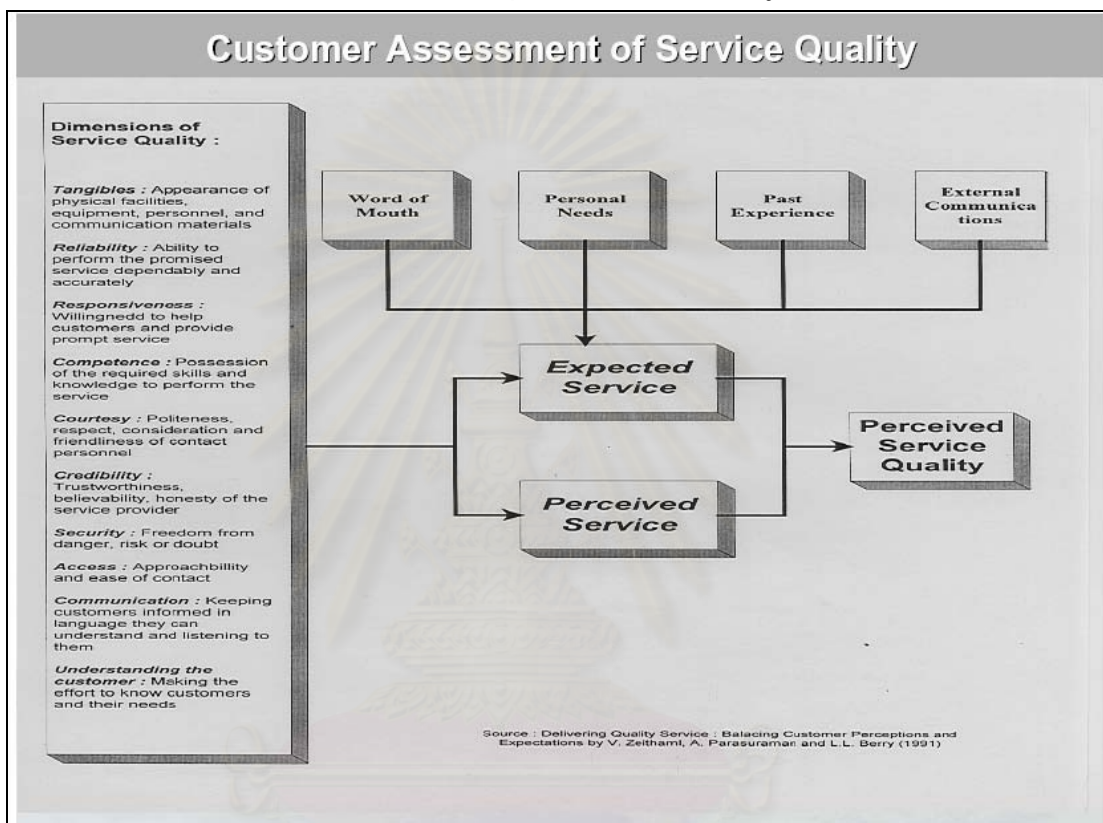 Customer Assessment of Service Quality
Dimensions of
Service Quality :
Tangibles : Appearance of
physical facilities,
equipment, personnel, and
communication materials
Reliability : Ability to
perform the promised
service dependably and
accurately
Responsiveness :
Willingnedd to help
customers and provide
prompt service
Competence : Possession
of the required skills and
knowledge to perform the
service
Courtesy : Politeness,
respect, consideration and
friendliness of contact
personnel
Credibility :
Trustworthiness,
believability, honesty of the
service provider
Security : Freedom from
danger, risk or doubt
Access : Approachbillity
and ease of contact
Communication : Keeping
customers informed in
language they can
understand and listening to
them
Understanding the
customer : Making the
effort to know customers
and their needs
Word of
Mouth
Personal
Needs
Past
Experience
External
Communica
tions
Expected
Service
Perceived
Service
Perceived
Service
Quality
Source : Delivering Quality Service : Balacing Customer Perceptions and
Expectations by V. Zeithaml, A. Parasuraman and L.L. Berry (1991)